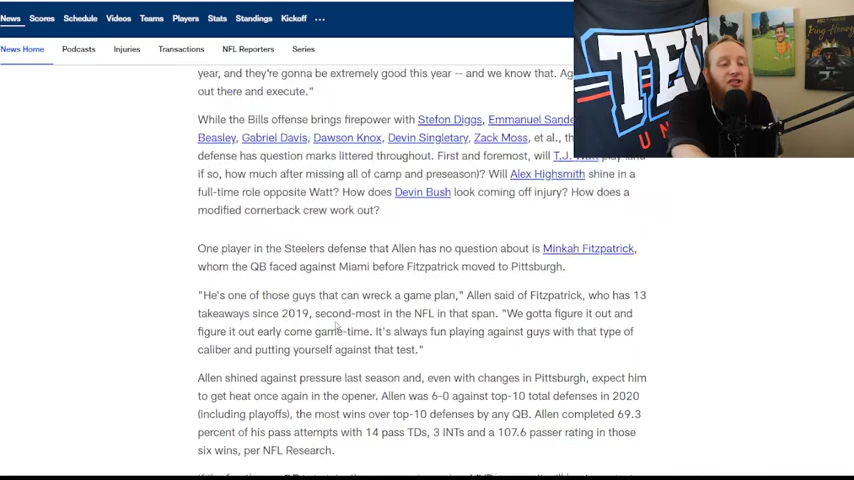 News Scores Schedule Videos Teams Players Stats Standings Kickoff ...
News Home Podcasts Injuries Transactions NFL Reporters Series
year, and they're gonna be extremely good this year -- and we know that.
out there and execute."
While the Bills offense brings firepower with Stefon Diggs, Emmanuel
Beasley, Gabriel Davis, Dawson Knox, Devin Singletary, Zack Moss, et al.,
defense has question marks littered throughout. First and foremost, will T.J.
if so, how much after missing all of camp and preseason)? Will Alex Highsmith shine in a
full-time role opposite Watt? How does Devin Bush look coming off injury? How does a
modified cornerback crew work out?
One player in the Steelers defense that Allen has no question about is Minkah Fitzpatrick,
whom the QB faced against Miami before Fitzpatrick moved to Pittsburgh.
"He's one of those guys that can wreck a game plan," Allen said of Fitzpatrick, who has 13
takeaways since 2019, second-most in the NFL in that span. "We gotta figure it out and
figure it out early come game-time. It's always fun playing against guys with that type of
caliber and putting yourself against that test."
Allen shined against pressure last season and, even with changes in Pittsburgh, expect him
to get heat once again in the opener. Allen was 6-0 against top-10 total defenses in 2020
(including playoffs), the most wins over top-10 defenses by any QB. Allen completed 69.3
percent of his pass attempts with 14 pass TDs, 3 INTs and a 107.6 passer rating in those
six wins, per NFL Research.